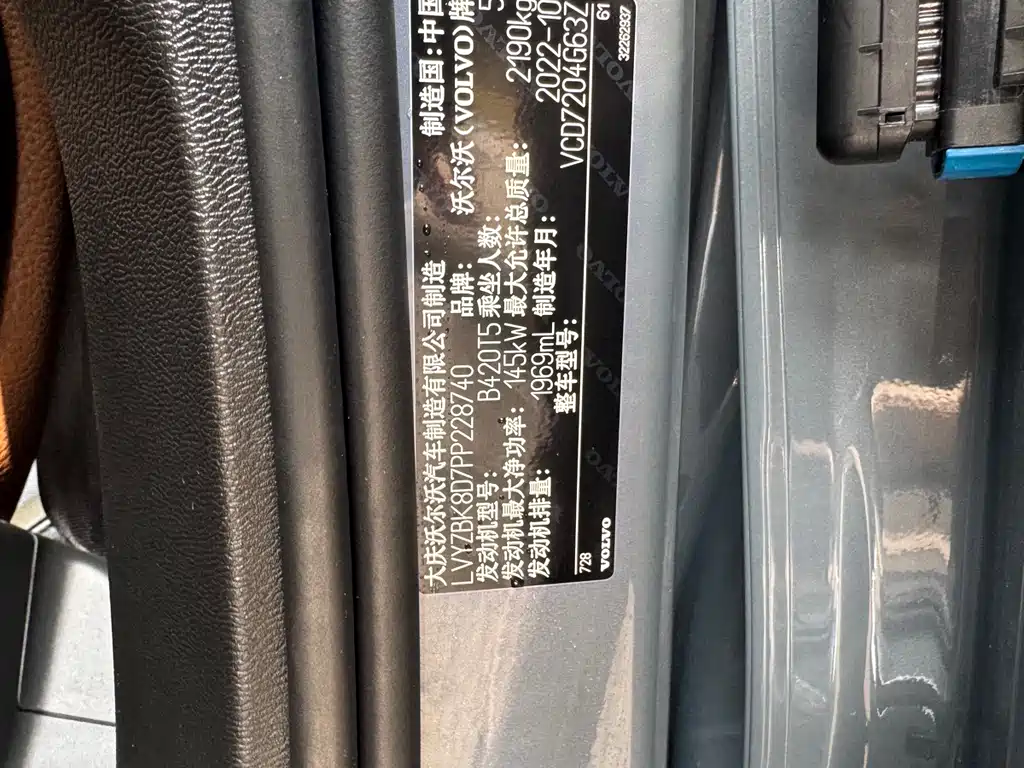 大庆沃尔沃汽车制造有限公司制造 制造国:中国
LVYZBK8D7PP228740 品牌: 沃尔沃(VOLVO)牌
发动机型号: B420T5 乘坐人数: 5
发动机最大净功率: 145kW 最大允许总质量: 2190kg
发动机排量: 1969mL 制造年月: 2022-10
整车型号: VCD7204G63Z
728 61
VOLVO 32262937